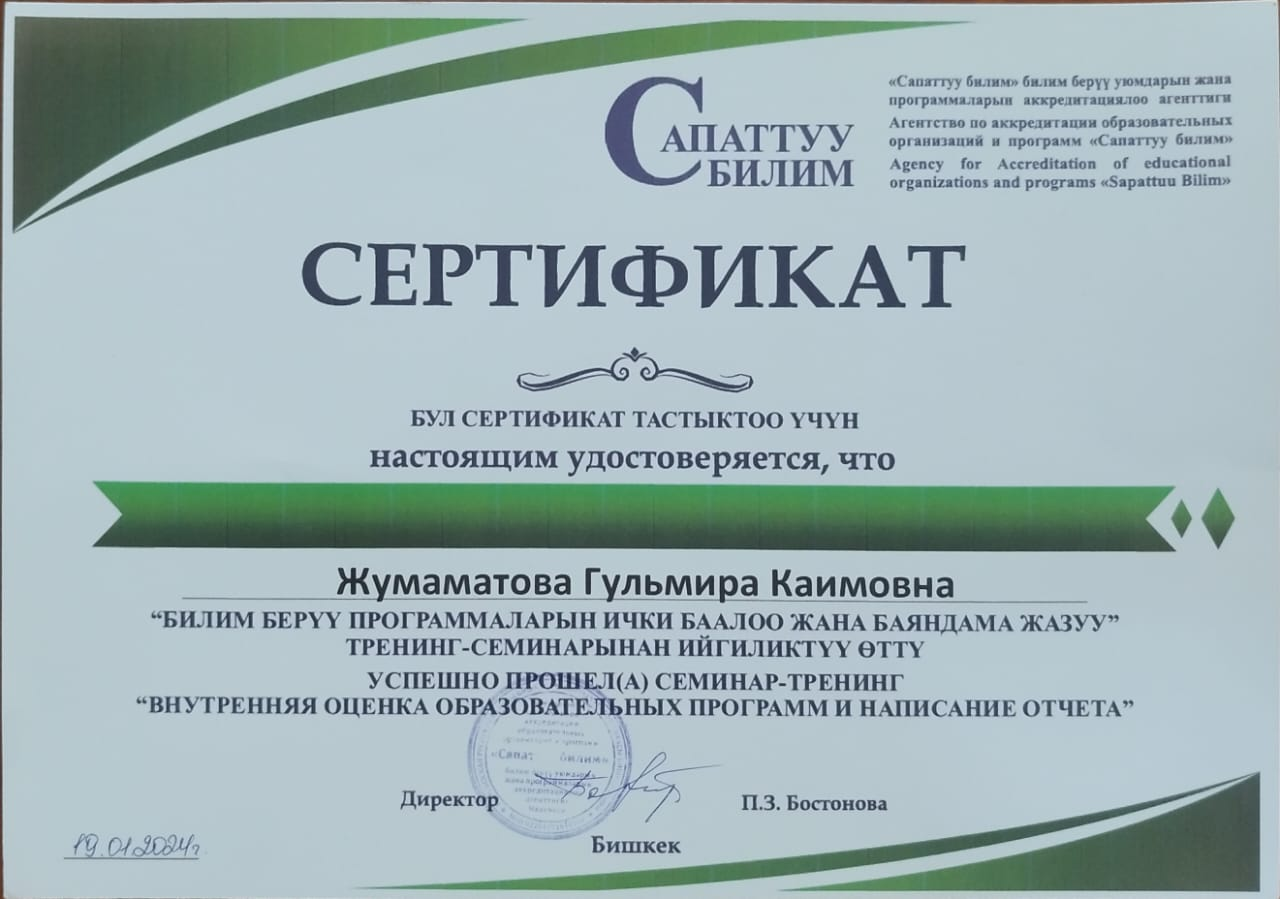 САПАТТУУ
БИЛИМ
«Сапаттуу билим» билим берүү уюмдарын жана
программаларын аккредитациялоо агенттиги
Агентство по аккредитации образовательных
организаций и программ «Сапаттуу билим»
Agency for Accreditation of educational
organizations and programs «Sapattuu Bilim»
СЕРТИФИКАТ
БУЛ СЕРТИФИКАТ ТАСТЫКТОО ҮЧҮН
настоящим удостоверяется, что
Жумаматова Гульмира Каимовна
“БИЛИМ БЕРҮҮ ПРОГРАММАЛАРЫН ИЧКИ БААЛОО ЖАНА БАЯНДАМА ЖАЗУУ”
ТРЕНИНГ-СЕМИНАРЫНАН ИЙГИЛИКТҮҮ ӨТТҮ
УСПЕШНО ПРОШЕЛ(А) СЕМИНАР-ТРЕНИНГ
“ВНУТРЕННЯЯ ОЦЕНКА ОБРАЗОВАТЕЛЬНЫХ ПРОГРАММ И НАПИСАНИЕ ОТЧЕТА”
Директор П.З. Бостонова
Бишкек
19.01.2024г.